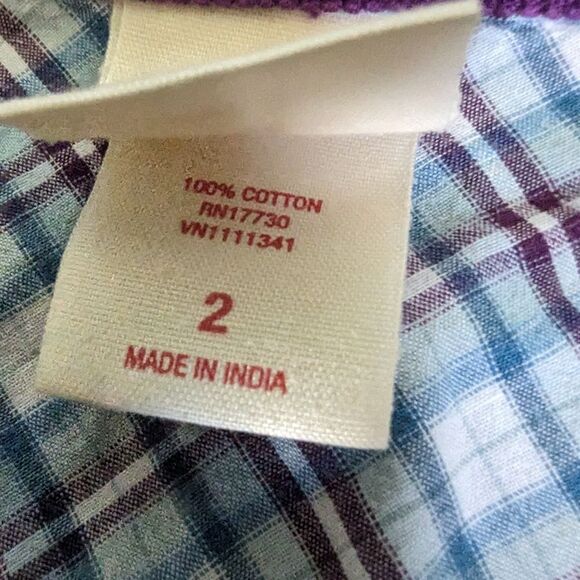 100% COTTON
RN17730
VN1111341
2
MADE IN INDIA